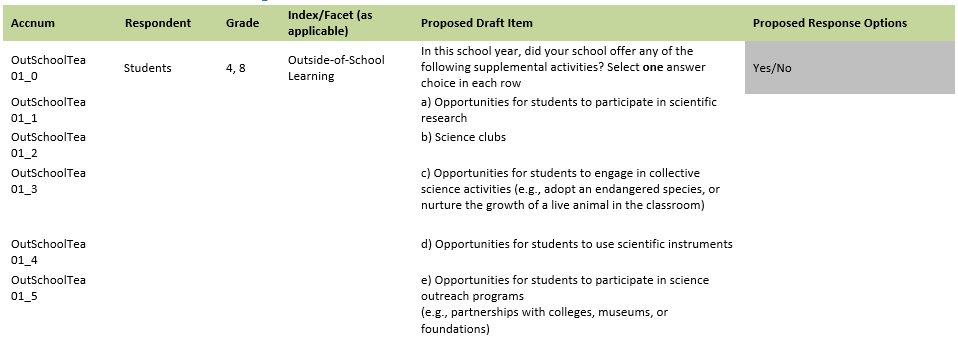 Accnum Respondent Grade Index/Facet (as applicable) Proposed Draft Item Proposed Response Options
OutSchoolTea
01_0
Students
4, 8
Outside-of-School
Learning
In this school year, did your school offer any of the
following supplemental activities? Select one answer
choice in each row
Yes/No
OutSchoolTea
01_1
a) Opportunities for students to participate in scientific
research
OutSchoolTea
01_2
b) Science clubs
OutSchoolTea
01_3
c) Opportunities for students to engage in collective
science activities (e.g., adopt an endangered species, or
nurture the growth of a live animal in the classroom)
OutSchoolTea
01_4
d) Opportunities for students to use scientific instruments
OutSchoolTea
01_5
e) Opportunities for students to participate in science
outreach programs
(e.g., partnerships with colleges, museums, or
foundations)